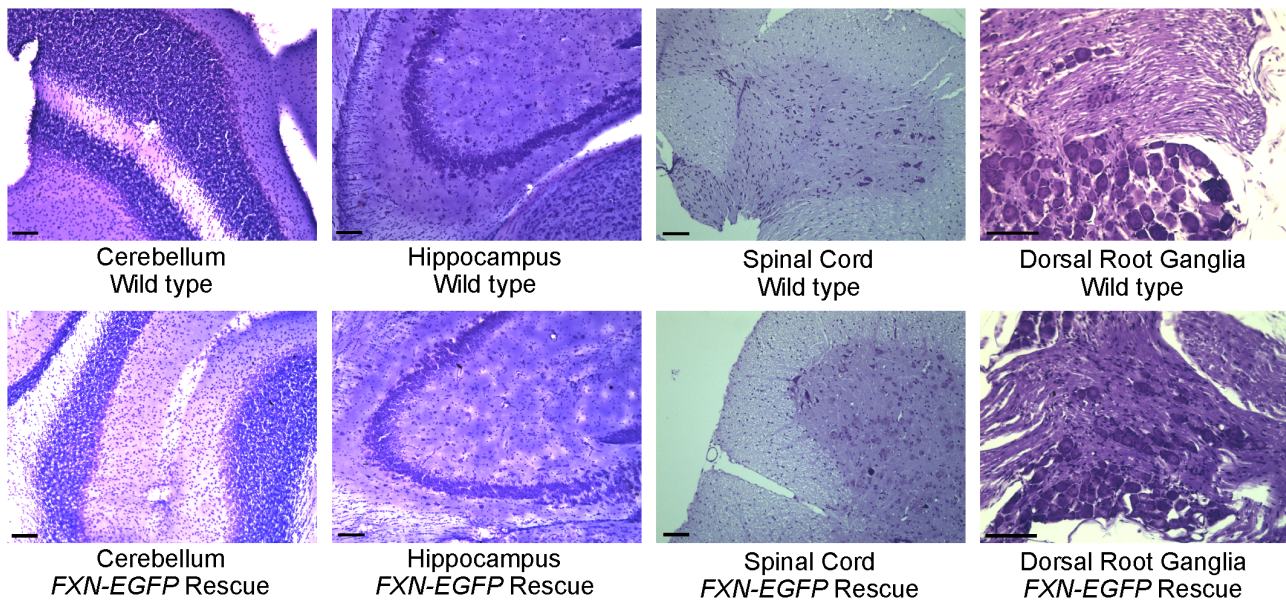 Cerebellum
Wild type
Hippocampus
Wild type
Spinal Cord
Wild type
Dorsal Root Ganglia
Wild type
Cerebellum
FXN-EGFP Rescue
Hippocampus
FXN-EGFP Rescue
Spinal Cord
FXN-EGFP Rescue
Dorsal Root Ganglia
FXN-EGFP Rescue